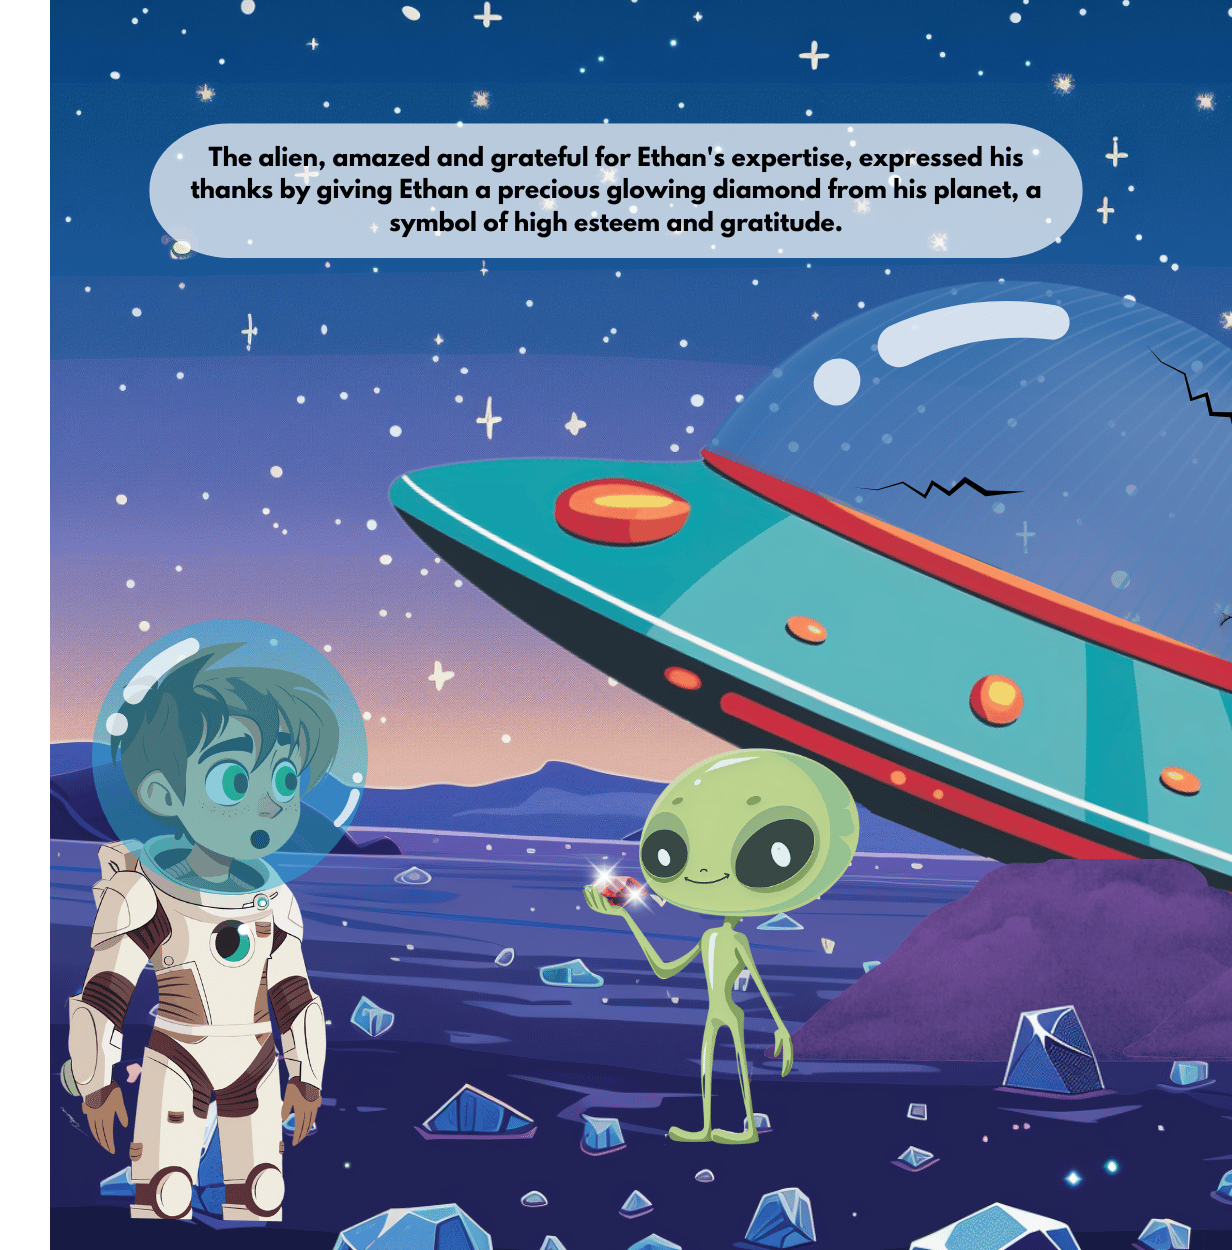 The alien, amazed and grateful for Ethan's expertise, expressed his
thanks by giving Ethan a precious glowing diamond from his planet, a
symbol of high esteem and gratitude.